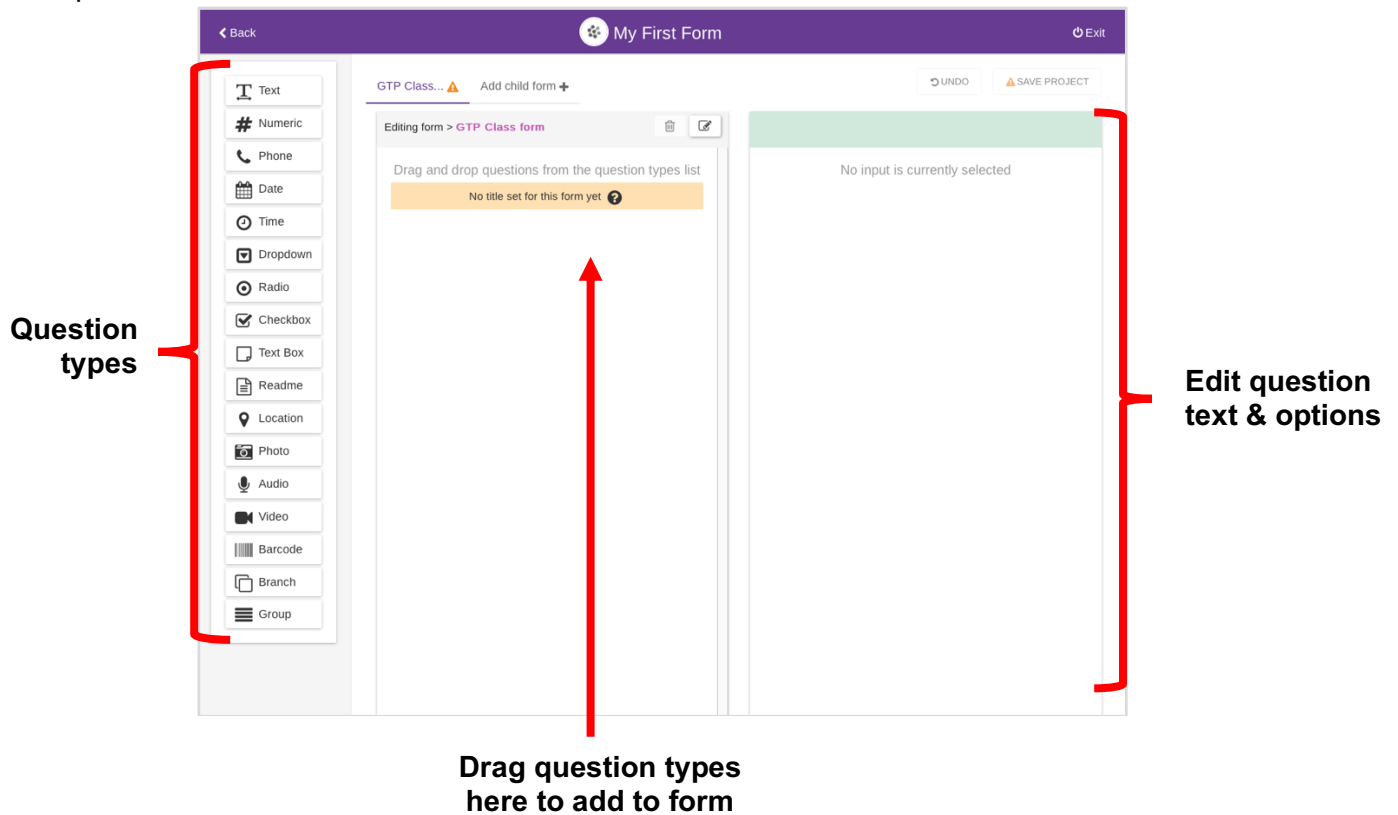 Back
My First Form
Exit
Text
Numeric
Phone
Date
Time
Dropdown
Radio
Checkbox
Text Box
Readme
Location
Photo
Audio
Video
Barcode
Branch
Group
GTP Class...
Add child form
UNDO
SAVE PROJECT
Editing form > GTP Class form
Drag and drop questions from the question types list
No title set for this form yet
No input is currently selected
Question
types
Edit question
text & options
Drag question types
here to add to form